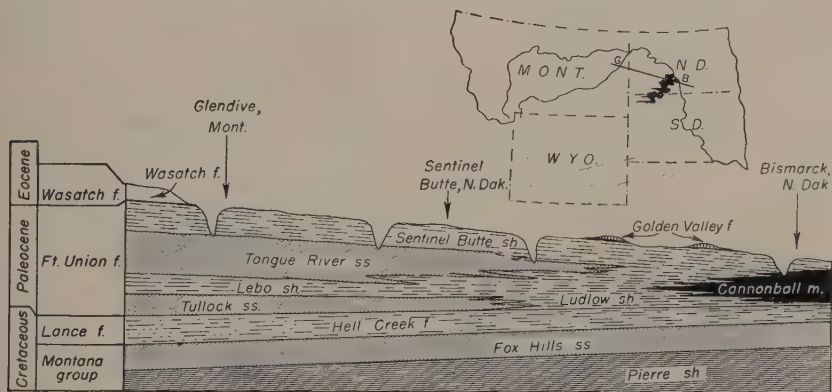 MONT.
G
N D.
B
S D.
WYO.
Glendive,
Mont.
Sentinel
Butte, N. Dak.
Bismarck,
N. Dak
Eocene
Wasatch f.
Wasatch f.
Golden Valley f
Sentinel Butte sh
Paleocene
Ft. Union f.
Tongue River ss
Lebo sh.
Cannonball m.
Tullock ss.
Ludlow sh
Cretaceous
Lance f.
Hell Creek f
Montana
group
Fox Hills ss
Pierre sh